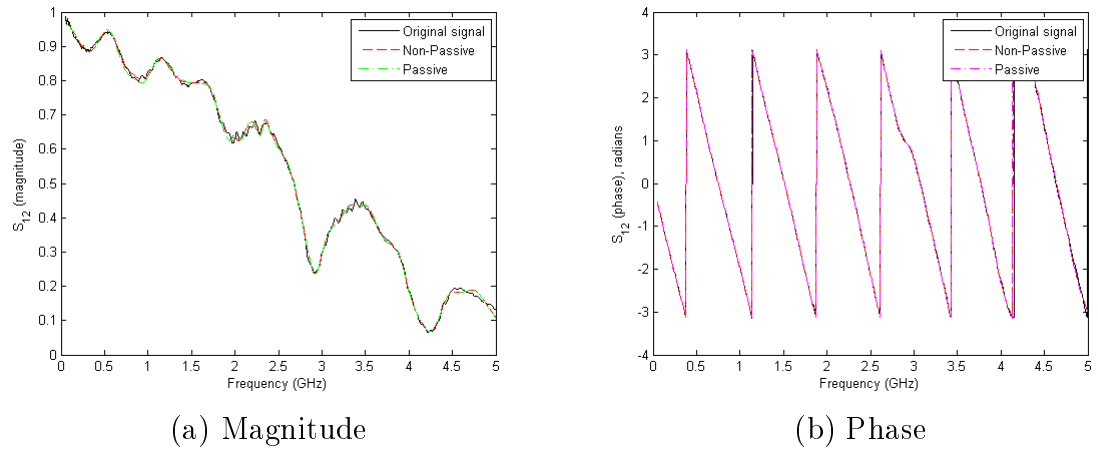 1
0.9
0.8
0.7
0.6
0.5
0.4
0.3
0.2
0.1
0
S12 (magnitude)
Original signal
Non-Passive
Passive
0 0.5 1 1.5 2 2.5 3 3.5 4 4.5 5
Frequency (GHz)
(a) Magnitude
4
3
2
1
0
-1
-2
-3
-4
S12 (phase), radians
Original signal
Non-Passive
Passive
0 0.5 1 1.5 2 2.5 3 3.5 4 4.5 5
Frequency (GHz)
(b) Phase